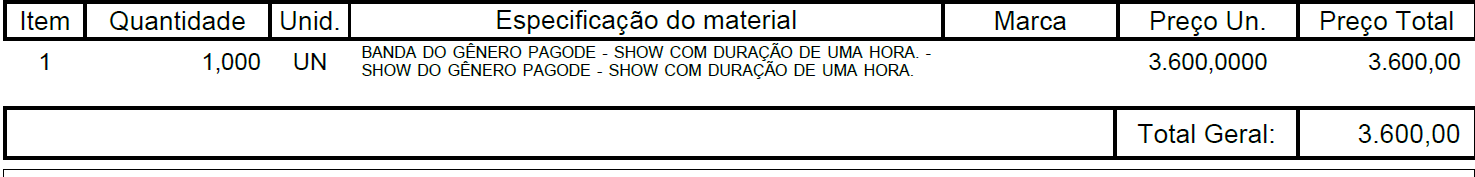 Item Quantidade Unid. Especificação do material Marca Preço Un. Preço Total
1 1,000 UN BANDA DO GÊNERO PAGODE - SHOW COM DURAÇÃO DE UMA HORA. - 3.600,0000 3.600,00
SHOW DO GÊNERO PAGODE - SHOW COM DURAÇÃO DE UMA HORA.
Total Geral: 3.600,00